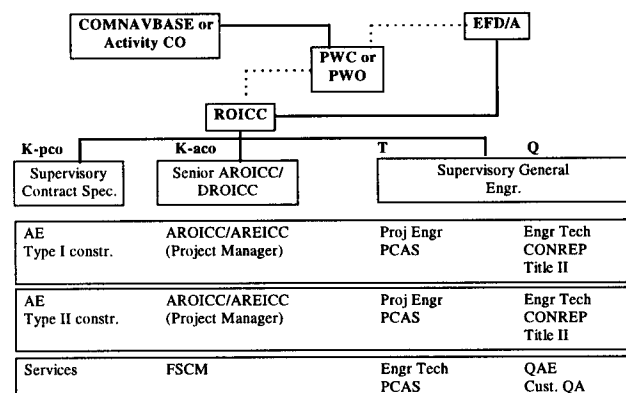 COMNAVBASE or
Activity CO
EFD/A
PWC or
PWO
ROICC
K-pco K-aco T Q
Supervisory
Contract Spec.
Senior AROICC/
DROICC
Supervisory General
Engr.
AE AROICC/AREICC Proj Engr Engr Tech
Type I constr. (Project Manager) PCAS CONREP
Title II
AE AROICC/AREICC Proj Engr Engr Tech
Type II constr. (Project Manager) PCAS CONREP
Title II
Services FSCM Engr Tech QAE
PCAS Cust. QA